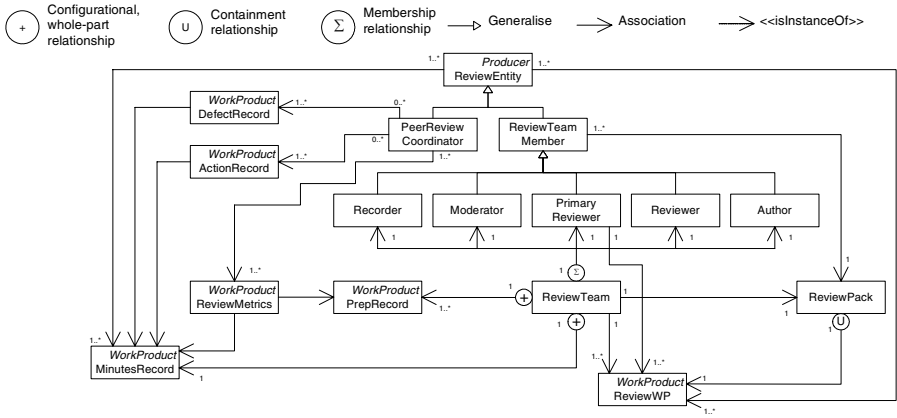 +
Configurational,
whole-part
relationship
U
Containment
relationship
Σ
Membership
relationship
Generalise
Association
<<isInstanceOf>>
1..*
Producer
ReviewEntity
1..*
WorkProduct
DefectRecord
1..*
0..*
PeerReview
Coordinator
0..*
1..*
ReviewTeam
Member
1..*
WorkProduct
ActionRecord
1..*
Recorder
Moderator
Primary
Reviewer
Reviewer
Author
1
1
1
1
1
1
Σ
1
1..*
WorkProduct
ReviewMetrics
WorkProduct
PrepRecord
1..*
1
+
ReviewTeam
1
1
ReviewPack
1
+
1
1
U
1..*
WorkProduct
MinutesRecord
1
1..*
1..*
WorkProduct
ReviewWP
1
1..*